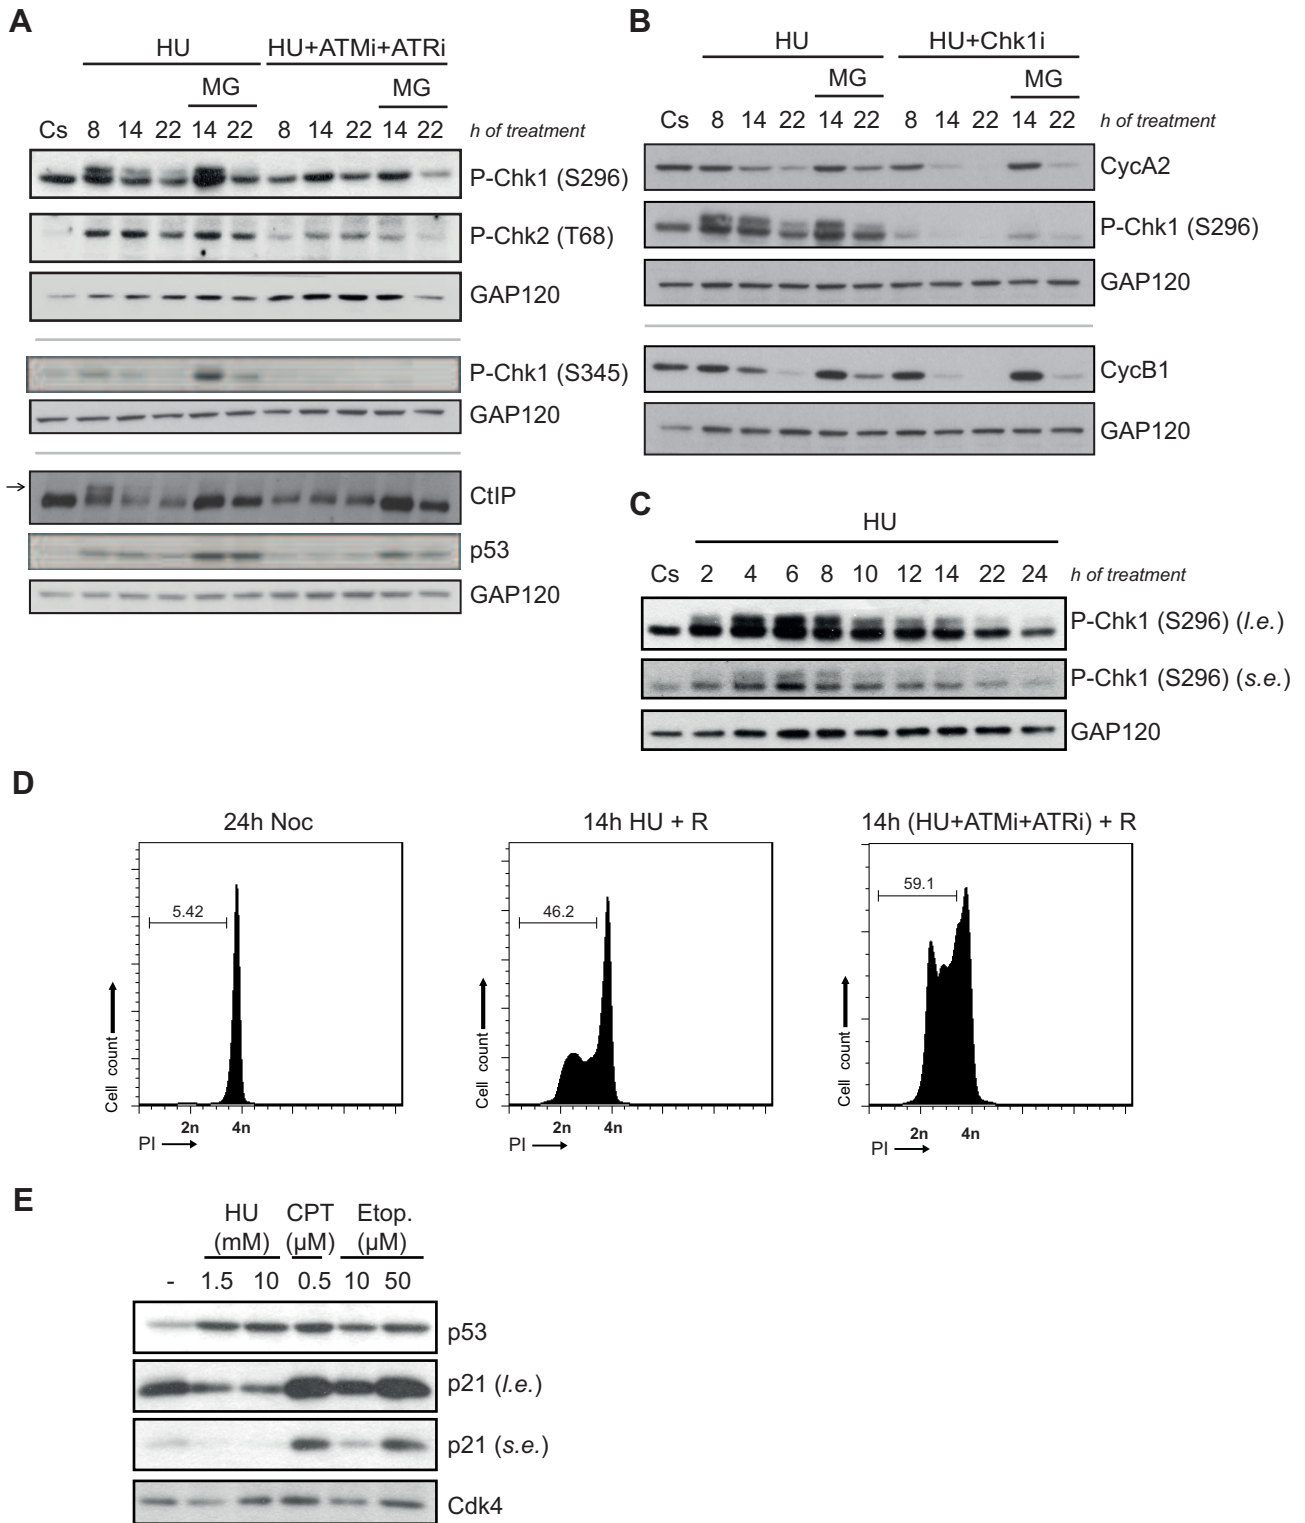 A
HU HU+ATMi+ATRi
MG MG
Cs 8 14 22 14 22 8 14 22 14 22 h of treatment
P-Chk1 (S296)
P-Chk2 (T68)
GAP120
P-Chk1 (S345)
GAP120
CtIP
p53
GAP120
B
HU HU+Chk1i
MG MG
Cs 8 14 22 14 22 8 14 22 14 22 h of treatment
CycA2
P-Chk1 (S296)
GAP120
CycB1
GAP120
C
HU
Cs 2 4 6 8 10 12 14 22 24 h of treatment
P-Chk1 (S296) (l.e.)
P-Chk1 (S296) (s.e.)
GAP120
D
24h Noc
5.42
Cell count
2n 4n
PI
14h HU + R
46.2
Cell count
2n 4n
PI
14h (HU+ATMi+ATRi) + R
59.1
Cell count
2n 4n
PI
E
HU CPT Etop.
(mM) (µM) (µM)
- 1.5 10 0.5 10 50
p53
p21 (l.e.)
p21 (s.e.)
Cdk4